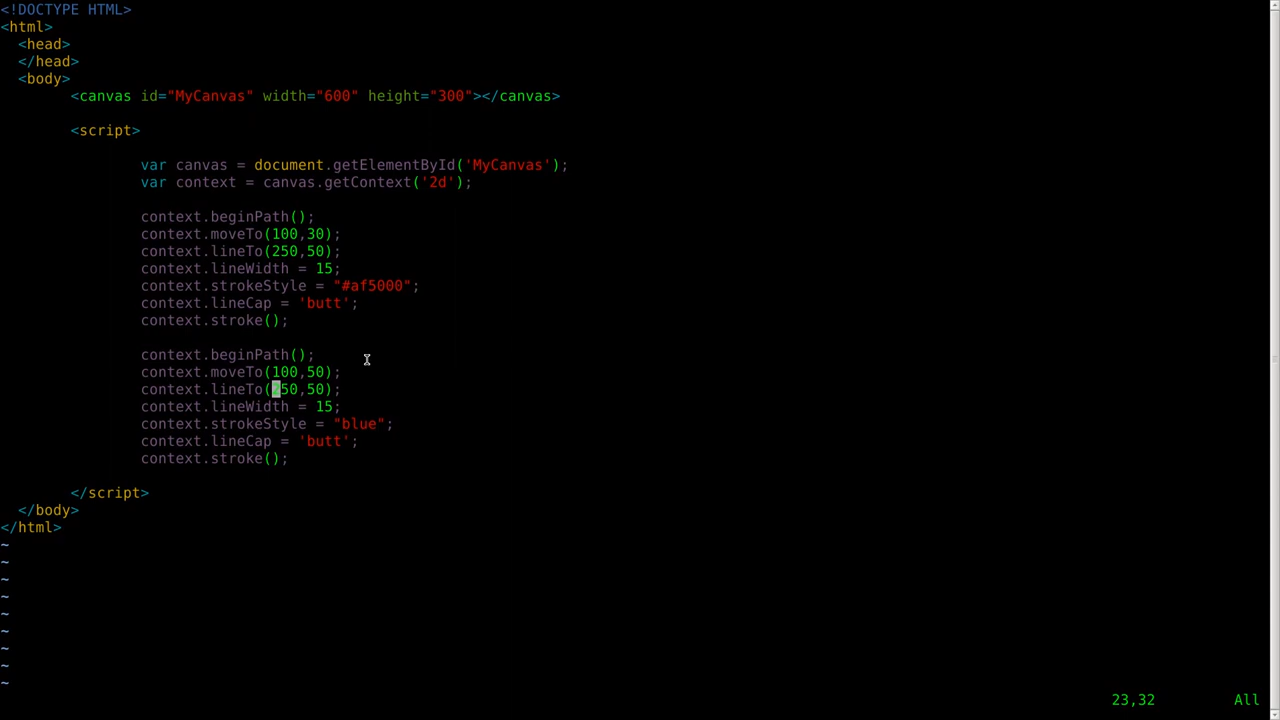 <!DOCTYPE HTML>
<html>
  <head>
  </head>
  <body>
        <canvas id="MyCanvas" width="600" height="300"></canvas>

        <script>

                var canvas = document.getElementById('MyCanvas');
                var context = canvas.getContext('2d');

                context.beginPath();
                context.moveTo(100,30);
                context.lineTo(250,50);
                context.lineWidth = 15;
                context.strokeStyle = "#af5000";
                context.lineCap = 'butt';
                context.stroke();

                context.beginPath();
                context.moveTo(100,50);
                context.lineTo(250,50);
                context.lineWidth = 15;
                context.strokeStyle = "blue";
                context.lineCap = 'butt';
                context.stroke();

        </script>
  </body>
</html>
~
~
~
~
~
~
~
~
~
23,32 All